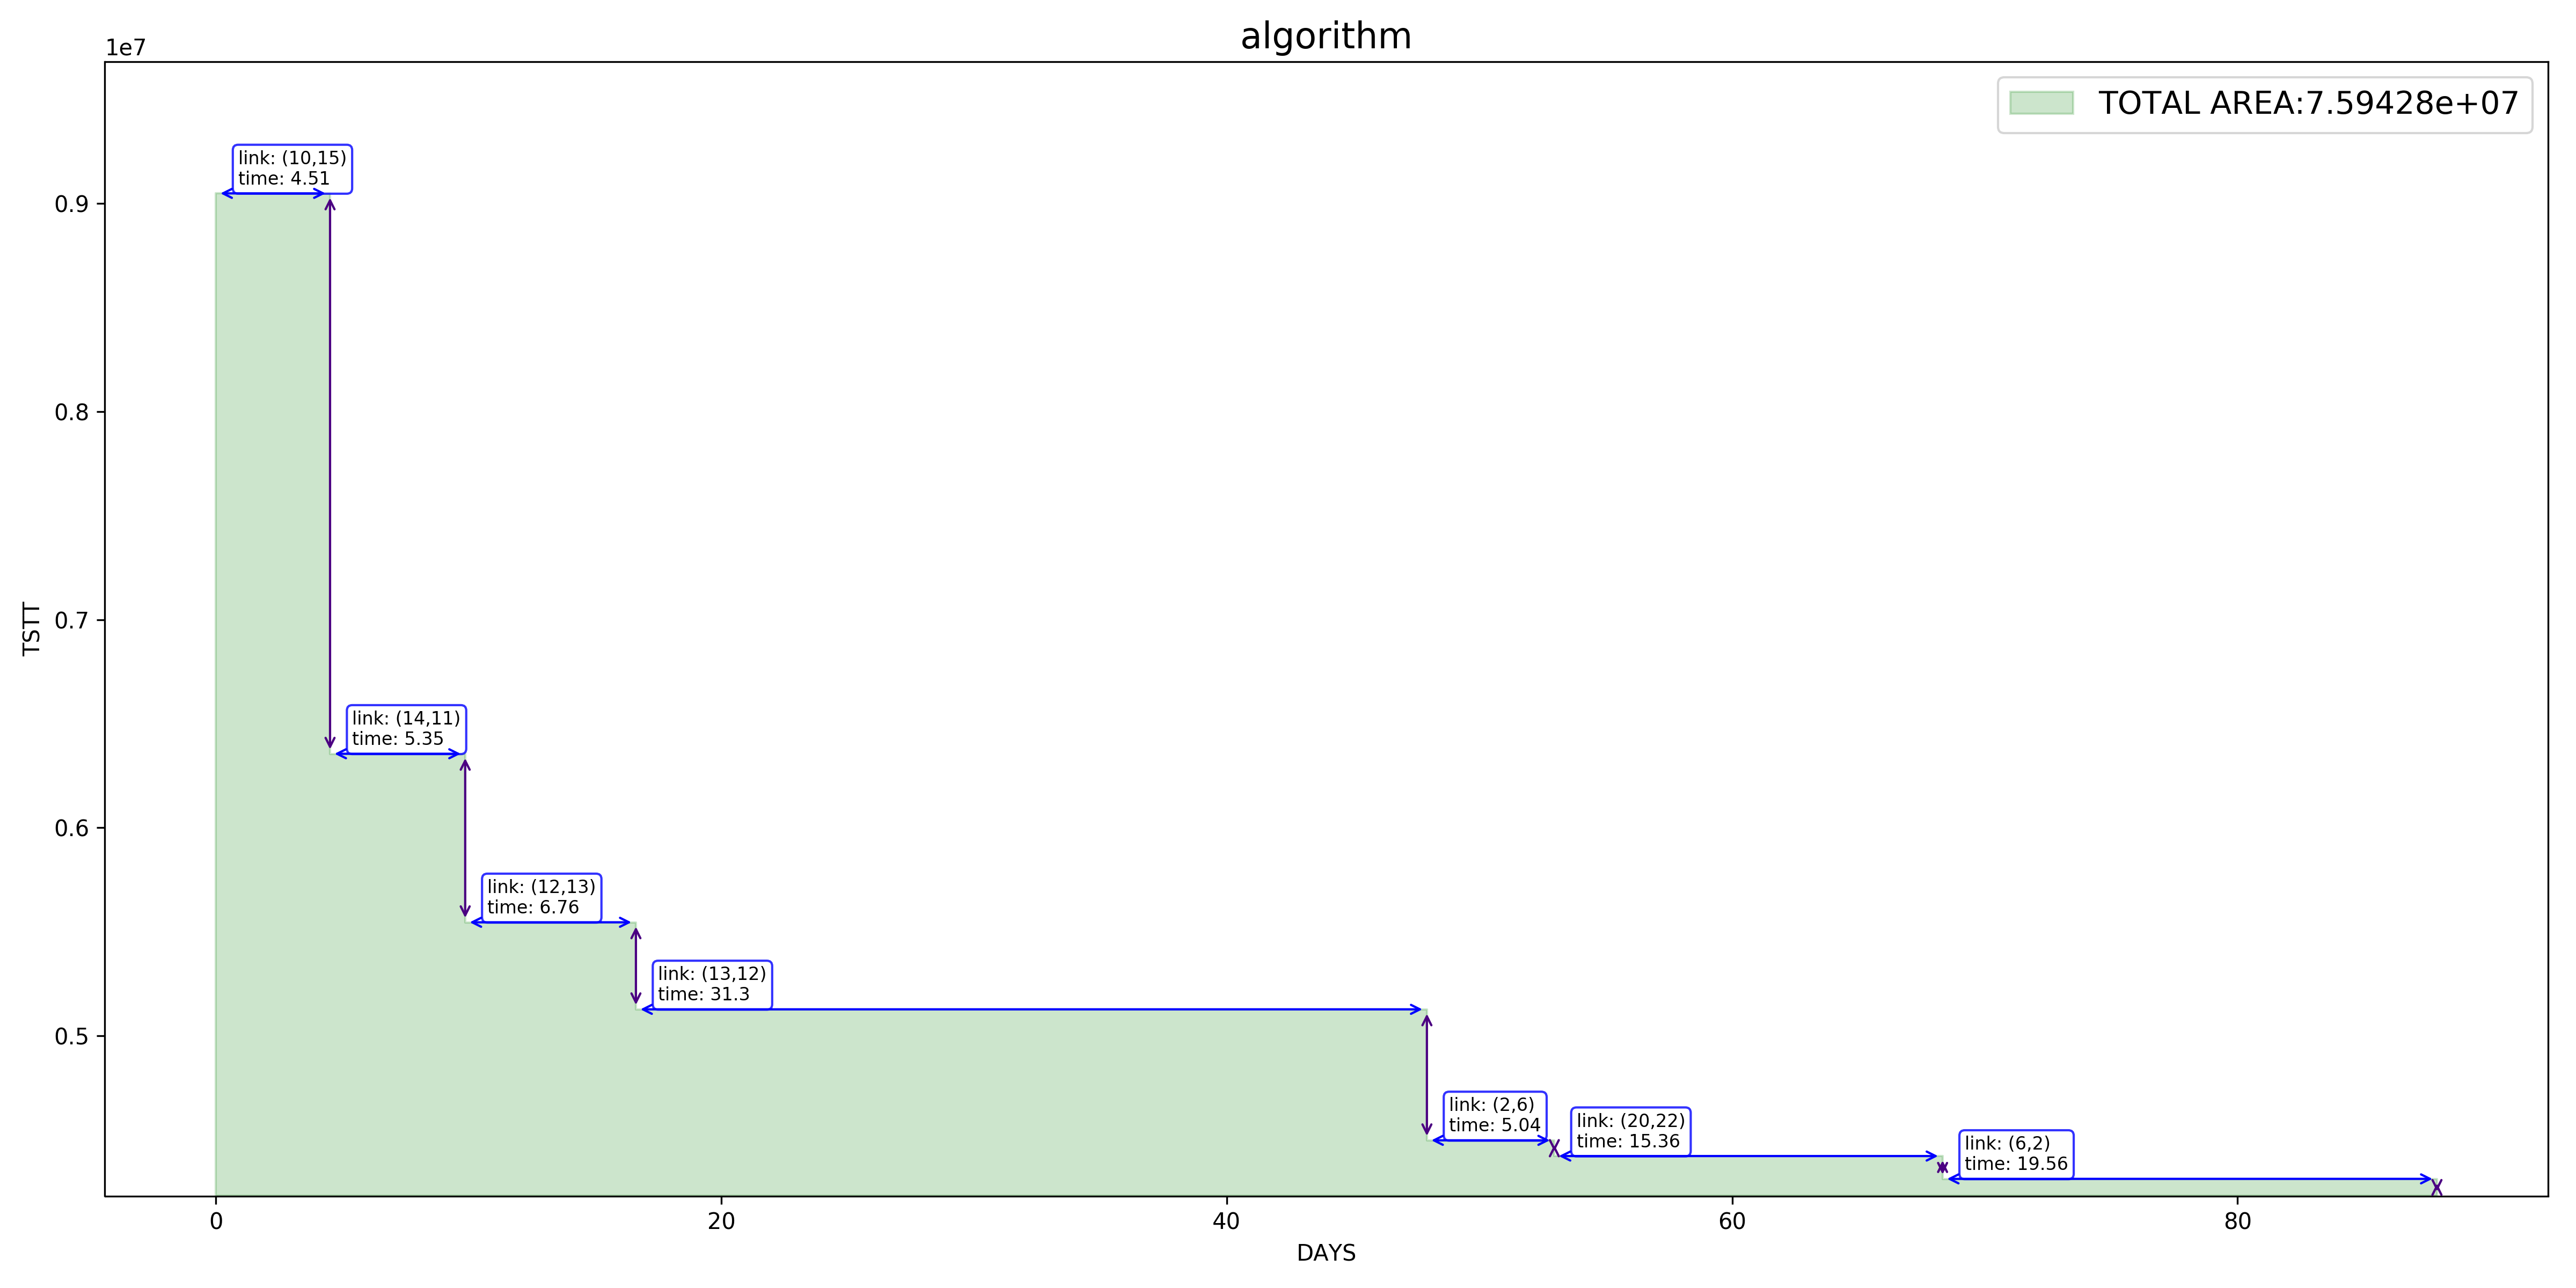 algorithm
1e7
TOTAL AREA:7.59428e+07
link: (10,15)
time: 4.51
0.9
0.8
0.7
TSTT
link: (14,11)
time: 5.35
0.6
link: (12,13)
time: 6.76
link: (13,12)
time: 31.3
0.5
link: (2,6)
time: 5.04
link: (20,22)
time: 15.36
link: (6,2)
time: 19.56
0 20 40 60 80
DAYS